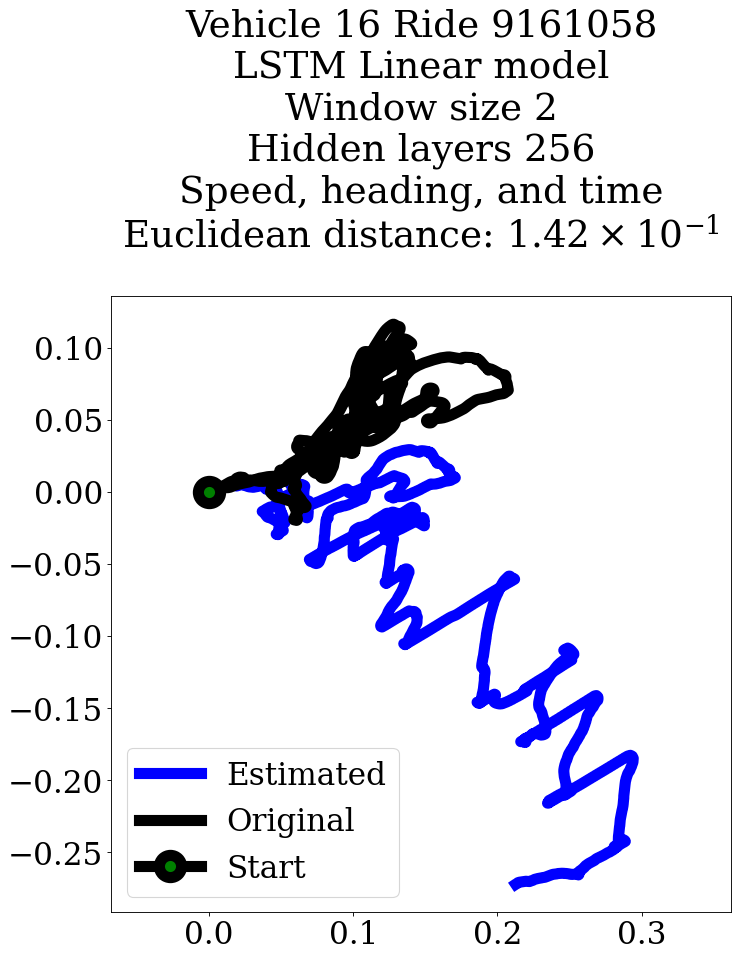 Vehicle 16 Ride 9161058
LSTM Linear model
Window size 2
Hidden layers 256
Speed, heading, and time
Euclidean distance: 1.42 × 10⁻¹
0.10
0.05
0.00
−0.05
−0.10
−0.15
−0.20
−0.25
Estimated
Original
Start
0.0 0.1 0.2 0.3